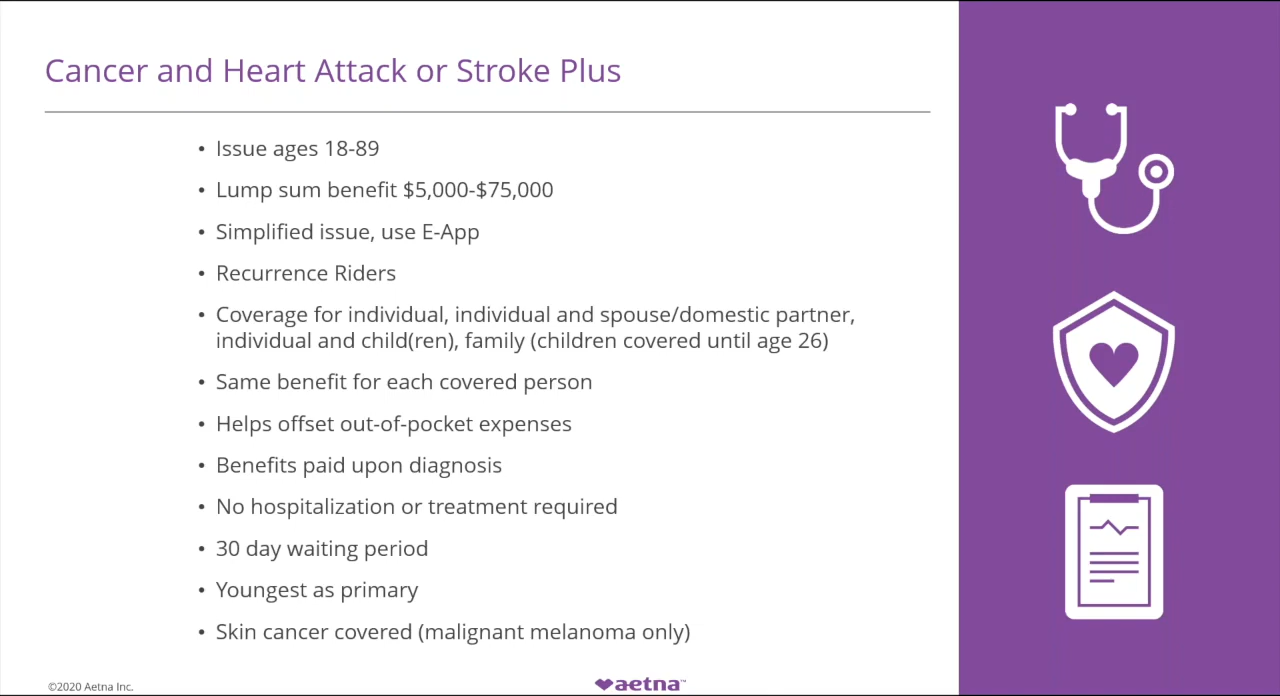 Cancer and Heart Attack or Stroke Plus
• Issue ages 18-89
• Lump sum benefit $5,000-$75,000
• Simplified issue, use E-App
• Recurrence Riders
• Coverage for individual, individual and spouse/domestic partner,
individual and child(ren), family (children covered until age 26)
• Same benefit for each covered person
• Helps offset out-of-pocket expenses
• Benefits paid upon diagnosis
• No hospitalization or treatment required
• 30 day waiting period
• Youngest as primary
• Skin cancer covered (malignant melanoma only)
©2020 Aetna Inc.
aetna™